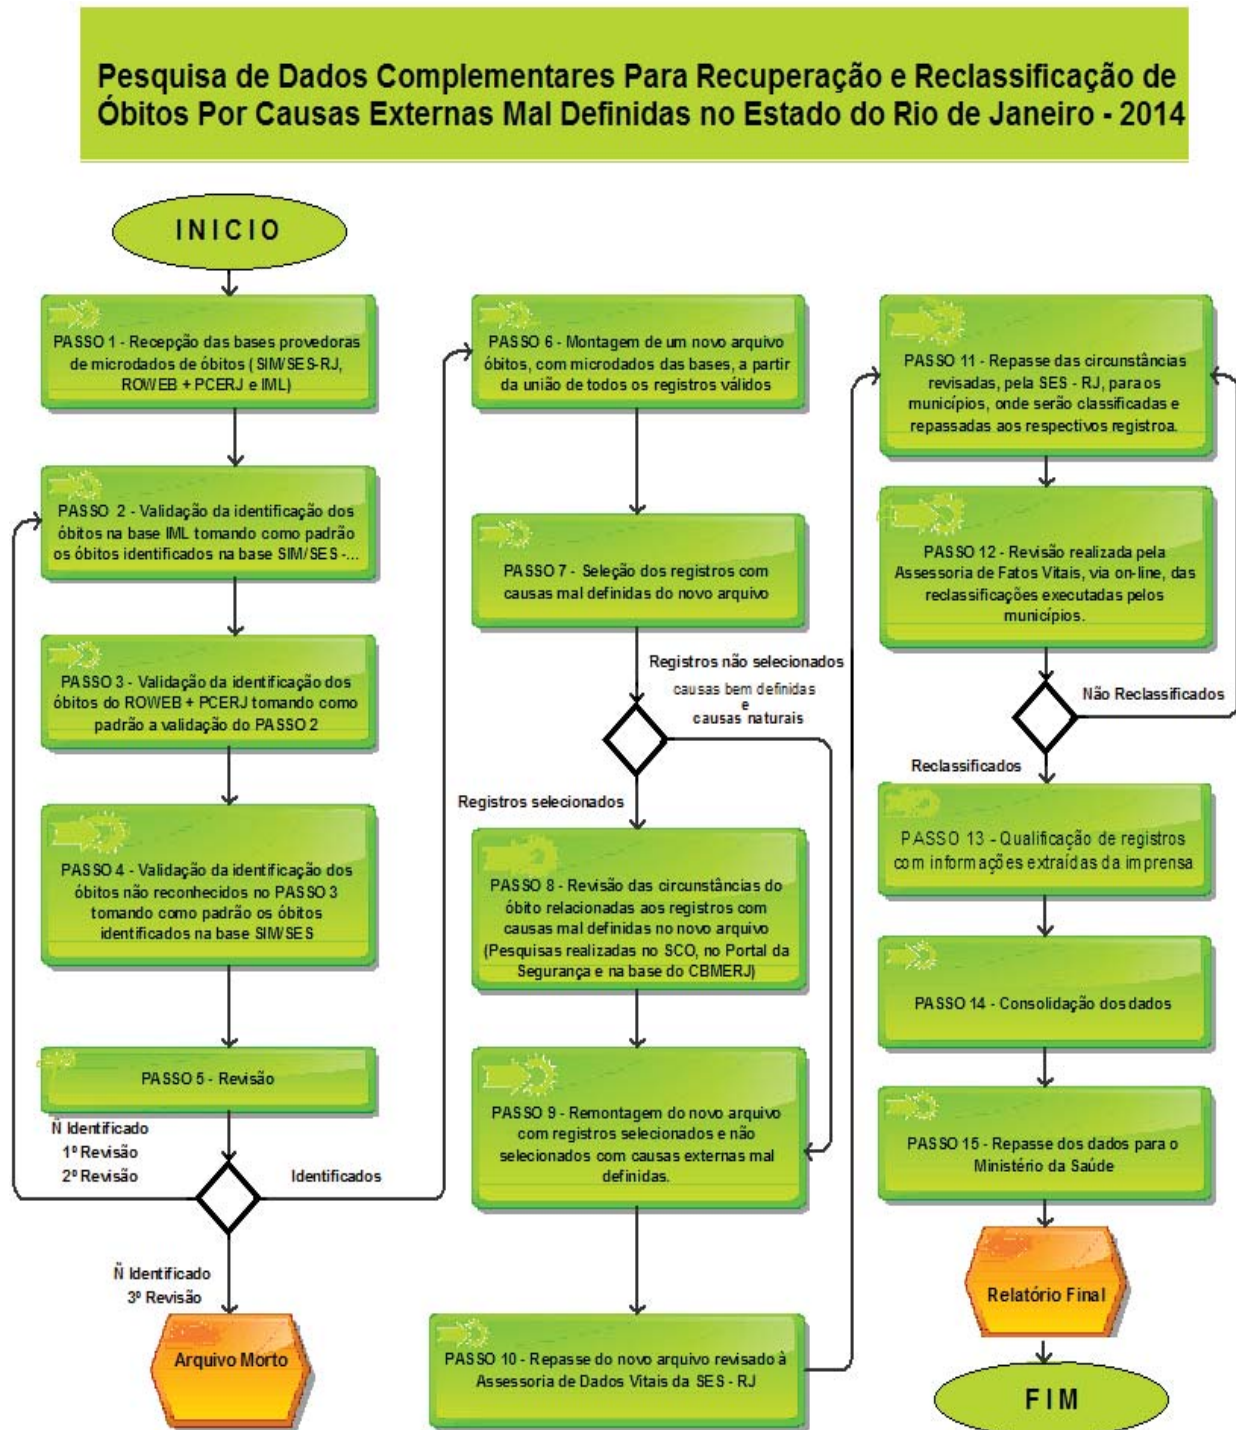 Pesquisa de Dados Complementares Para Recuperação e Reclassificação de
Óbitos Por Causas Externas Mal Definidas no Estado do Rio de Janeiro - 2014
INICIO
PASSO 1 - Recepção das bases provedoras
de microdados de óbitos ( SIM/SES-RJ,
ROWEB + PCERJ e IML)
PASSO 2 - Validação da identificação dos
óbitos na base IML tomando como padrão
os óbitos identificados na base SIM/SES -...
PASSO 3 - Validação da identificação dos
óbitos do ROWEB + PCERJ tomando como
padrão a validação do PASSO 2
PASSO 4 - Validação da identificação dos
óbitos não reconhecidos no PASSO 3
tomando como padrão os óbitos
identificados na base SIM/SES
PASSO 5 - Revisão
Ñ Identificado
1º Revisão
2º Revisão
Identificados
Ñ Identificado
3º Revisão
Arquivo Morto
PASSO 6 - Montagem de um novo arquivo
óbitos, com microdados das bases, a partir
da união de todos os registros válidos
PASSO 7 - Seleção dos registros com
causas mal definidas do novo arquivo
Registros não selecionados
causas bem definidas
e
causas naturais
Registros selecionados
PASSO 8 - Revisão das circunstâncias do
óbito relacionadas aos registros com
causas mal definidas no novo arquivo
(Pesquisas realizadas no SCO, no Portal da
Segurança e na base do CBMERJ)
PASSO 9 - Remontagem do novo arquivo
com registros selecionados e não
selecionados com causas externas mal
definidas.
PASSO 10 - Repasse do novo arquivo revisado à
Assessoria de Dados Vitais da SES - RJ
PASSO 11 - Repasse das circunstâncias
revisadas, pela SES - RJ, para os
municípios, onde serão classificadas e
repassadas aos respectivos registroa.
PASSO 12 - Revisão realizada pela
Assessoria de Fatos Vitais, via on-line, das
reclassificações executadas pelos
municípios.
Não Reclassificados
Reclassificados
PASSO 13 - Qualificação de registros
com informações extraídas da imprensa
PASSO 14 - Consolidação dos dados
PASSO 15 - Repasse dos dados para o
Ministério da Saúde
Relatório Final
FIM